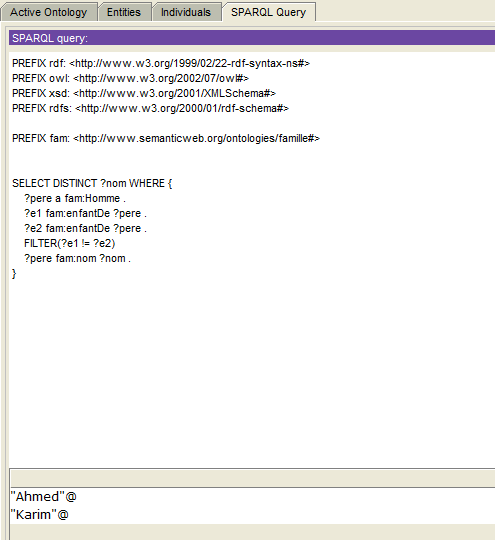 Active Ontology Entities Individuals SPARQL Query
SPARQL query:
PREFIX rdf: <http://www.w3.org/1999/02/22-rdf-syntax-ns#>
PREFIX owl: <http://www.w3.org/2002/07/owl#>
PREFIX xsd: <http://www.w3.org/2001/XMLSchema#>
PREFIX rdfs: <http://www.w3.org/2000/01/rdf-schema#>
PREFIX fam: <http://www.semanticweb.org/ontologies/famille#>
SELECT DISTINCT ?nom WHERE {
?pere a fam:Homme .
?e1 fam:enfantDe ?pere .
?e2 fam:enfantDe ?pere .
FILTER(?e1 != ?e2)
?pere fam:nom ?nom .
}
"Ahmed"@
"Karim"@